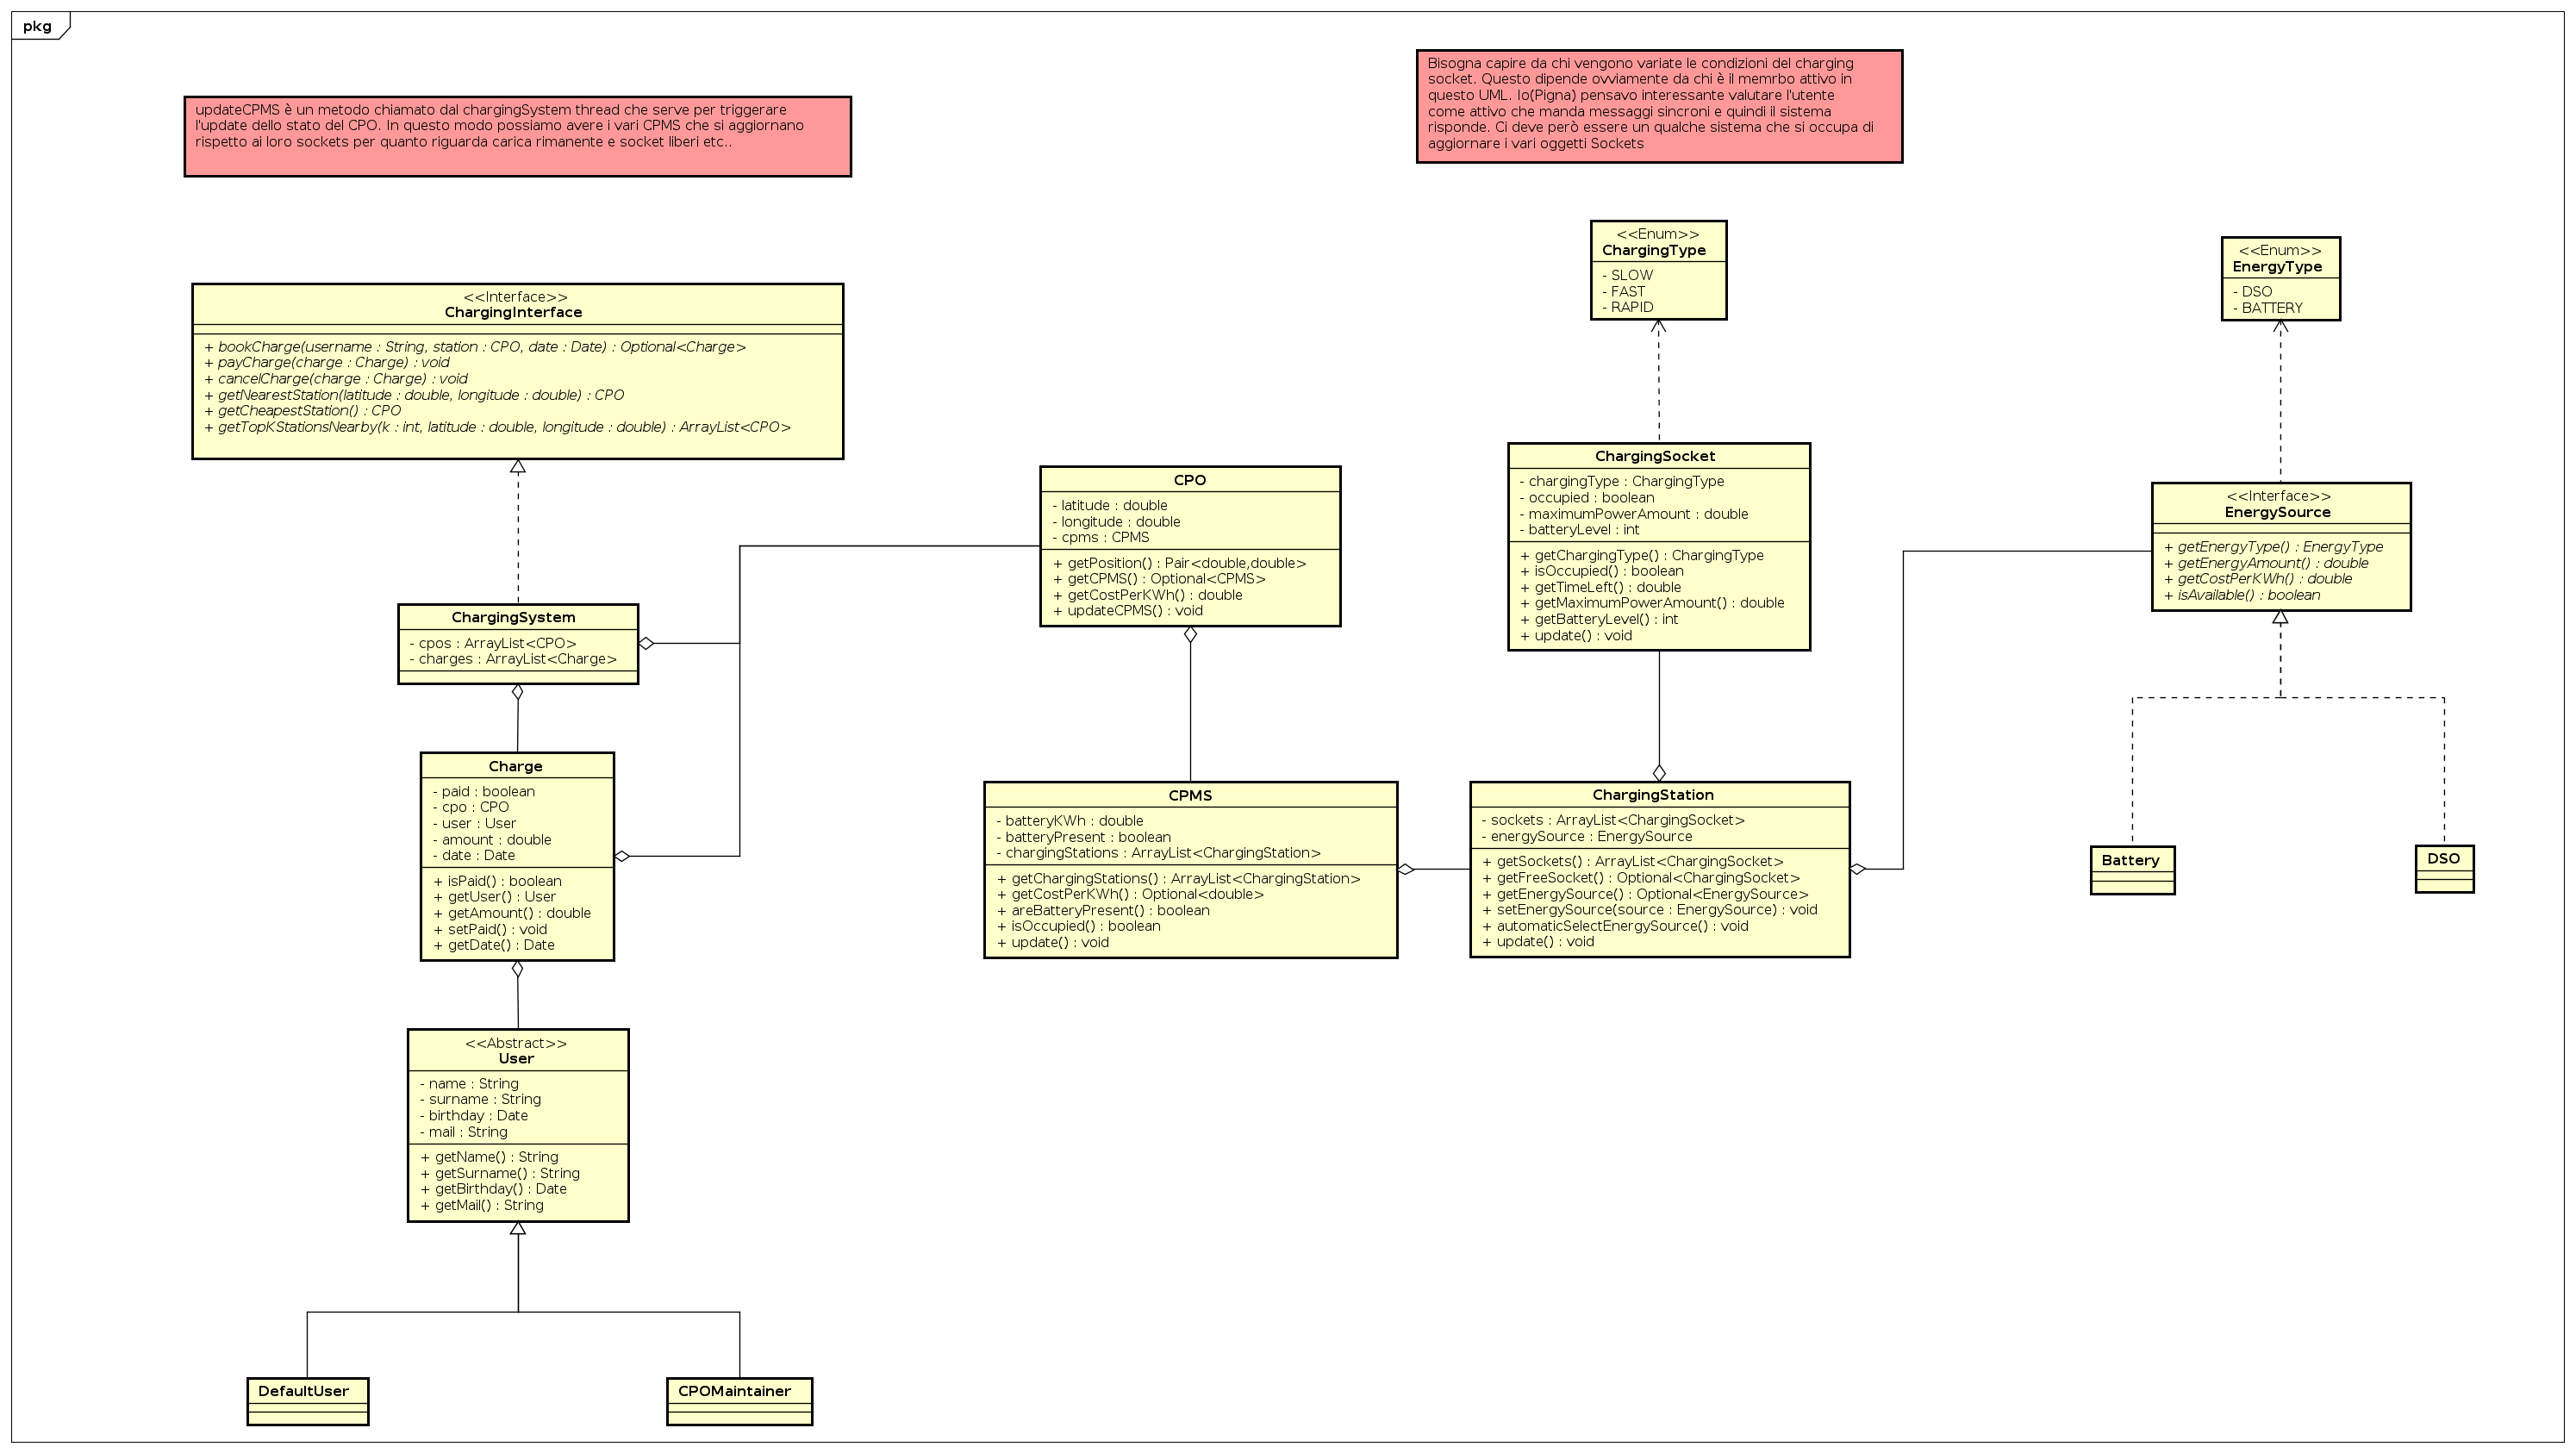 pkg
updateCPMS è un metodo chiamato dal chargingSystem thread che serve per triggerare
l'update dello stato del CPO. In questo modo possiamo avere i vari CPMS che si aggiornano
rispetto ai loro sockets per quanto riguarda carica rimanente e socket liberi etc..
Bisogna capire da chi vengono variate le condizioni del charging
socket. Questo dipende ovviamente da chi è il memrbo attivo in
questo UML. Io(Pigna) pensavo interessante valutare l'utente
come attivo che manda messaggi sincroni e quindi il sistema
risponde. Ci deve però essere un qualche sistema che si occupa di
aggiornare i vari oggetti Sockets
<<Interface>>
ChargingInterface
+ bookCharge(username : String, station : CPO, date : Date) : Optional<Charge>
+ payCharge(charge : Charge) : void
+ cancelCharge(charge : Charge) : void
+ getNearestStation(latitude : double, longitude : double) : CPO
+ getCheapestStation() : CPO
+ getTopKStationsNearby(k : int, latitude : double, longitude : double) : ArrayList<CPO>
<<Enum>>
ChargingType
- SLOW
- FAST
- RAPID
<<Enum>>
EnergyType
- DSO
- BATTERY
CPO
- latitude : double
- longitude : double
- cpms : CPMS
+ getPosition() : Pair<double,double>
+ getCPMS() : Optional<CPMS>
+ getCostPerKWh() : double
+ updateCPMS() : void
ChargingSocket
- chargingType : ChargingType
- occupied : boolean
- maximumPowerAmount : double
- batteryLevel : int
+ getChargingType() : ChargingType
+ isOccupied() : boolean
+ getTimeLeft() : double
+ getMaximumPowerAmount() : double
+ getBatteryLevel() : int
+ update() : void
<<Interface>>
EnergySource
+ getEnergyType() : EnergyType
+ getEnergyAmount() : double
+ getCostPerKWh() : double
+ isAvailable() : boolean
ChargingSystem
- cpos : ArrayList<CPO>
- charges : ArrayList<Charge>
Charge
- paid : boolean
- cpo : CPO
- user : User
- amount : double
- date : Date
+ isPaid() : boolean
+ getUser() : User
+ getAmount() : double
+ setPaid() : void
+ getDate() : Date
CPMS
- batteryKWh : double
- batteryPresent : boolean
- chargingStations : ArrayList<ChargingStation>
+ getChargingStations() : ArrayList<ChargingStation>
+ getCostPerKWh() : Optional<double>
+ areBatteryPresent() : boolean
+ isOccupied() : boolean
+ update() : void
ChargingStation
- sockets : ArrayList<ChargingSocket>
- energySource : EnergySource
+ getSockets() : ArrayList<ChargingSocket>
+ getFreeSocket() : Optional<ChargingSocket>
+ getEnergySource() : Optional<EnergySource>
+ setEnergySource(source : EnergySource) : void
+ automaticSelectEnergySource() : void
+ update() : void
Battery
DSO
<<Abstract>>
User
- name : String
- surname : String
- birthday : Date
- mail : String
+ getName() : String
+ getSurname() : String
+ getBirthday() : Date
+ getMail() : String
DefaultUser
CPOMaintainer